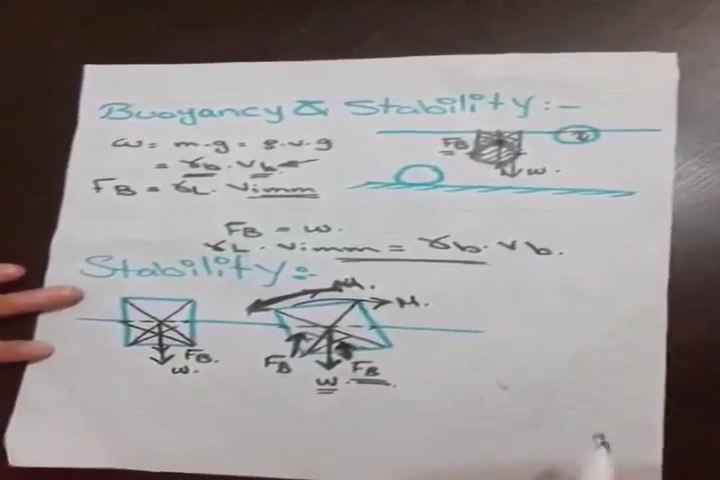 Buoyancy & Stability:-
w = m.g = ρ.v.g
= γb.vb
FB = γL.vimm
FB
w.
FB = w.
γL.vimm = γb.vb.
Stability:-
M.
M.
FB.
w.
FB
w
FB.